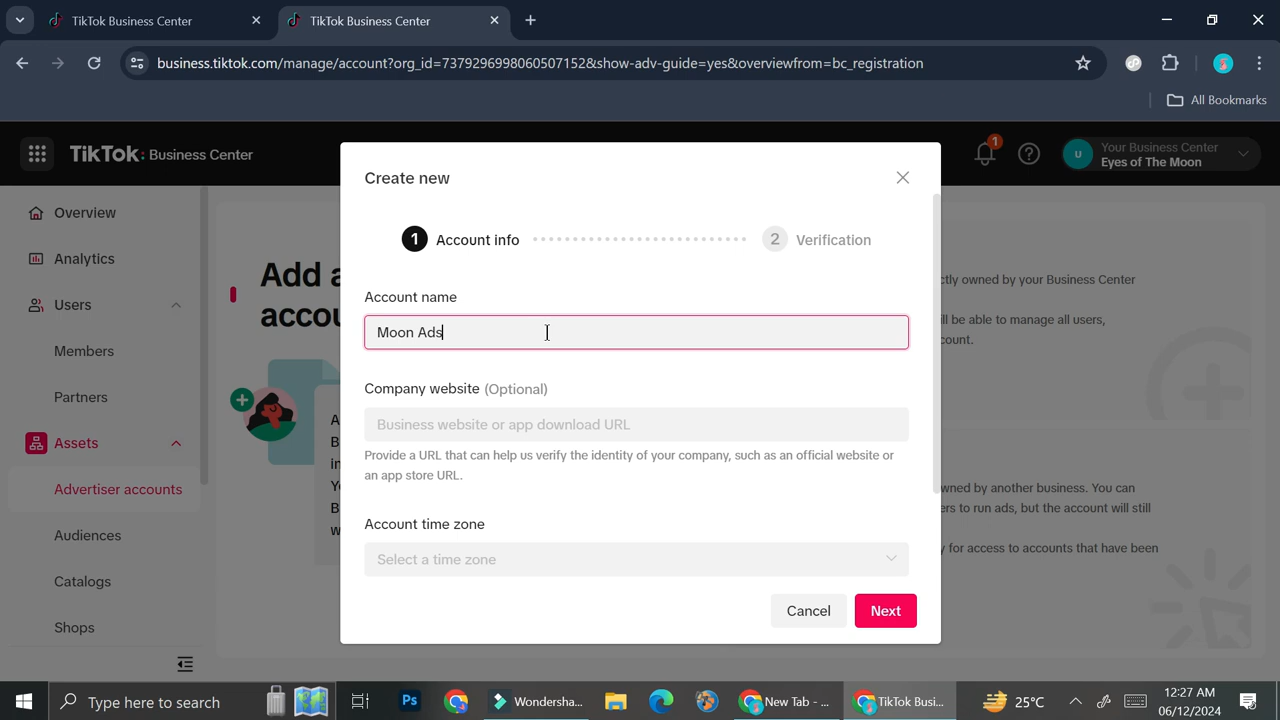 TikTok Business Center
TikTok Business Center
business.tiktok.com/manage/account?org_id=7379296998060507152&show-adv-guide=yes&overviewfrom=bc_registration
All Bookmarks
TikTok: Business Center
1
Your Business Center
U
Eyes of The Moon
Overview
Analytics
Users
Members
Partners
Assets
Advertiser accounts
Audiences
Catalogs
Shops
Add a
accou
A
B
in
Y
B
w
Create new
1 Account info
2 Verification
Account name
Moon Ads
Company website (Optional)
Business website or app download URL
Provide a URL that can help us verify the identity of your company, such as an official website or
an app store URL.
Account time zone
Select a time zone
Cancel
Next
ctly owned by your Business Center
ll be able to manage all users,
count.
wned by another business. You can
ers to run ads, but the account will still
y for access to accounts that have been
Type here to search
Ps
Wondersha...
New Tab - ...
TikTok Busi...
25°C
12:27 AM
06/12/2024